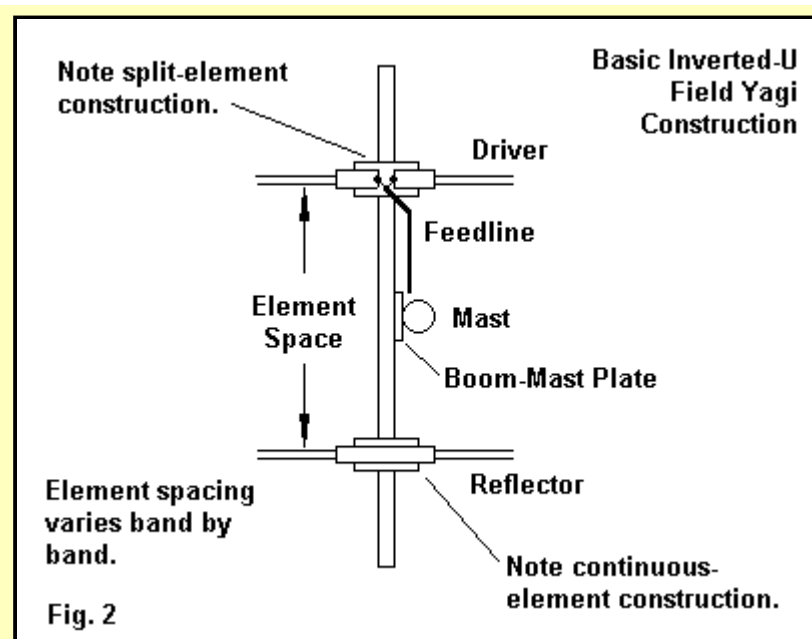 Basic Inverted-U
Field Yagi
Construction
Note split-element
construction.
Driver
Feedline
Element
Space
Mast
Boom-Mast Plate
Reflector
Element spacing
varies band by
band.
Note continuous-
element construction.
Fig. 2